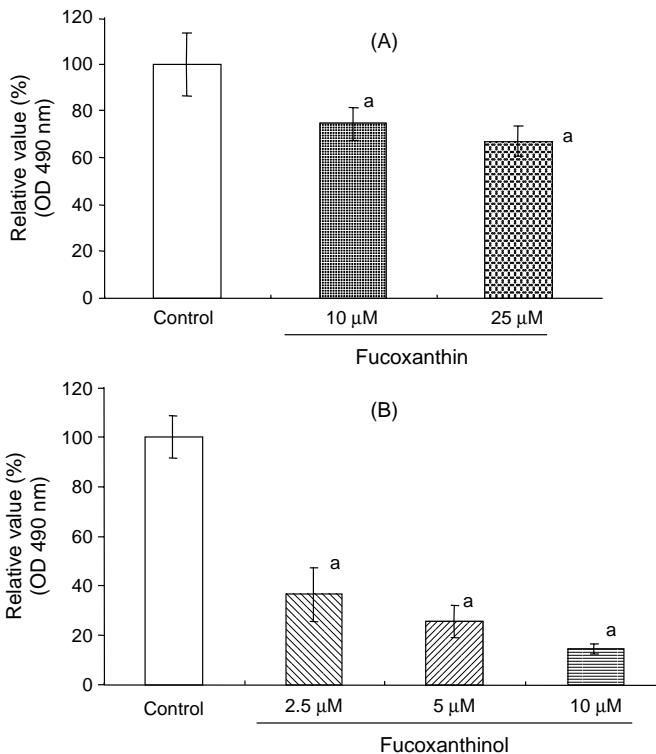 120
(A)
100
80
60
40
20
0
Relative value (%)
(OD 490 nm)
a
a
Control
10 μM
25 μM
Fucoxanthin
120
(B)
100
80
60
40
20
0
Relative value (%)
(OD 490 nm)
a
a
a
Control
2.5 μM
5 μM
10 μM
Fucoxanthinol